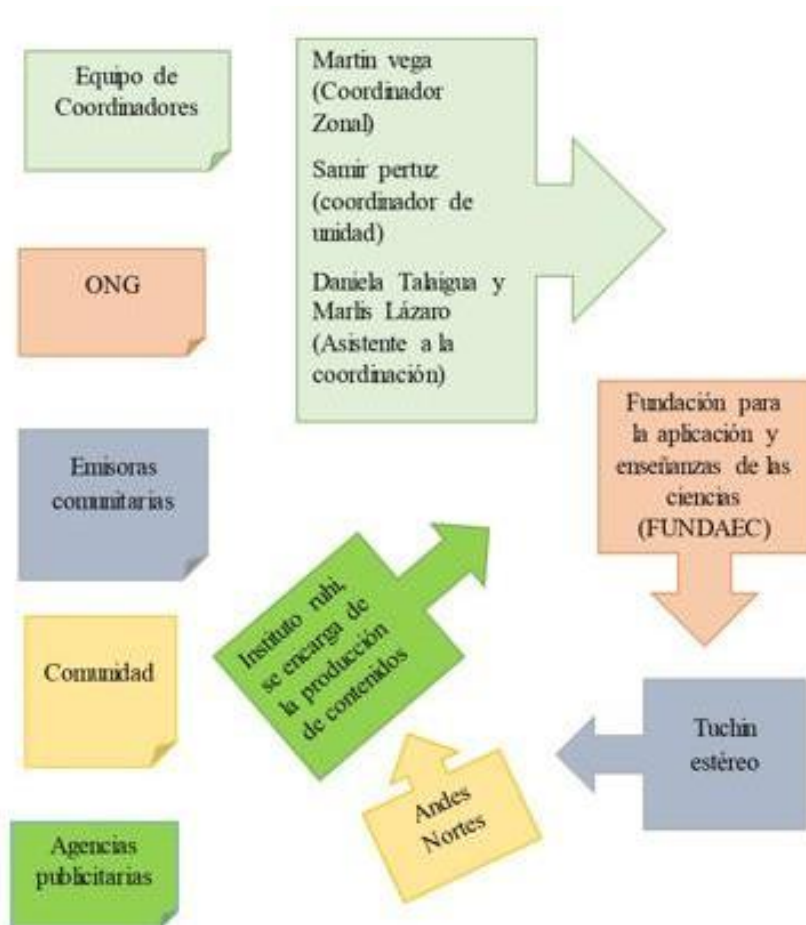 Equipo de
Coordinadores
Martin vega
(Coordinador
Zonal)
Samir pertuz
(coordinador de
unidad)
Daniela Talaigua y
Marlis Lázaro
(Asistente a la
coordinación)
ONG
Fundación para
la aplicación y
enseñanzas de las
ciencias
(FUNDAEC)
Emisoras
comunitarias
Instituto ruhi,
se encarga de
la producción
de contenidos
Comunidad
Tuchin
estéreo
Andes
Nortes
Agencias
publicitarias